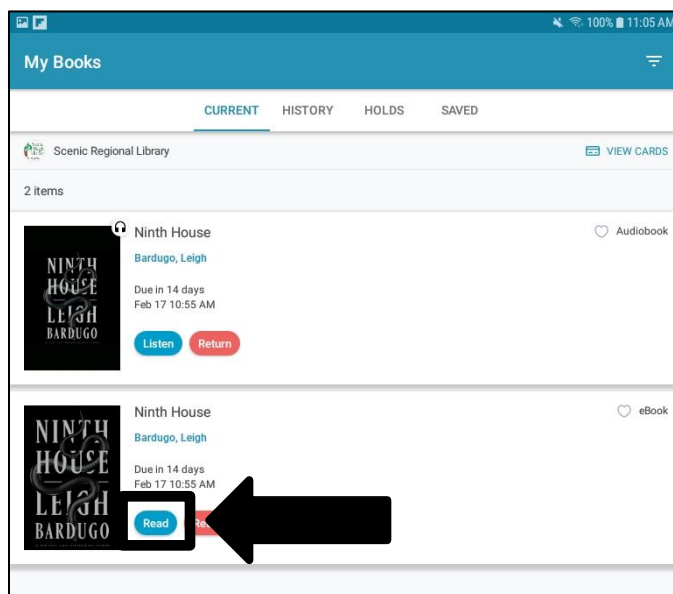 100% 11:05 AM
My Books
CURRENT HISTORY HOLDS SAVED
Scenic Regional Library VIEW CARDS
2 items
NINTH
HOUSE
LEIGH
BARDUGO
Ninth House
Audiobook
Bardugo, Leigh
Due in 14 days
Feb 17 10:55 AM
Listen Return
NINTH
HOUSE
LEIGH
BARDUGO
Ninth House
eBook
Bardugo, Leigh
Due in 14 days
Feb 17 10:55 AM
Read